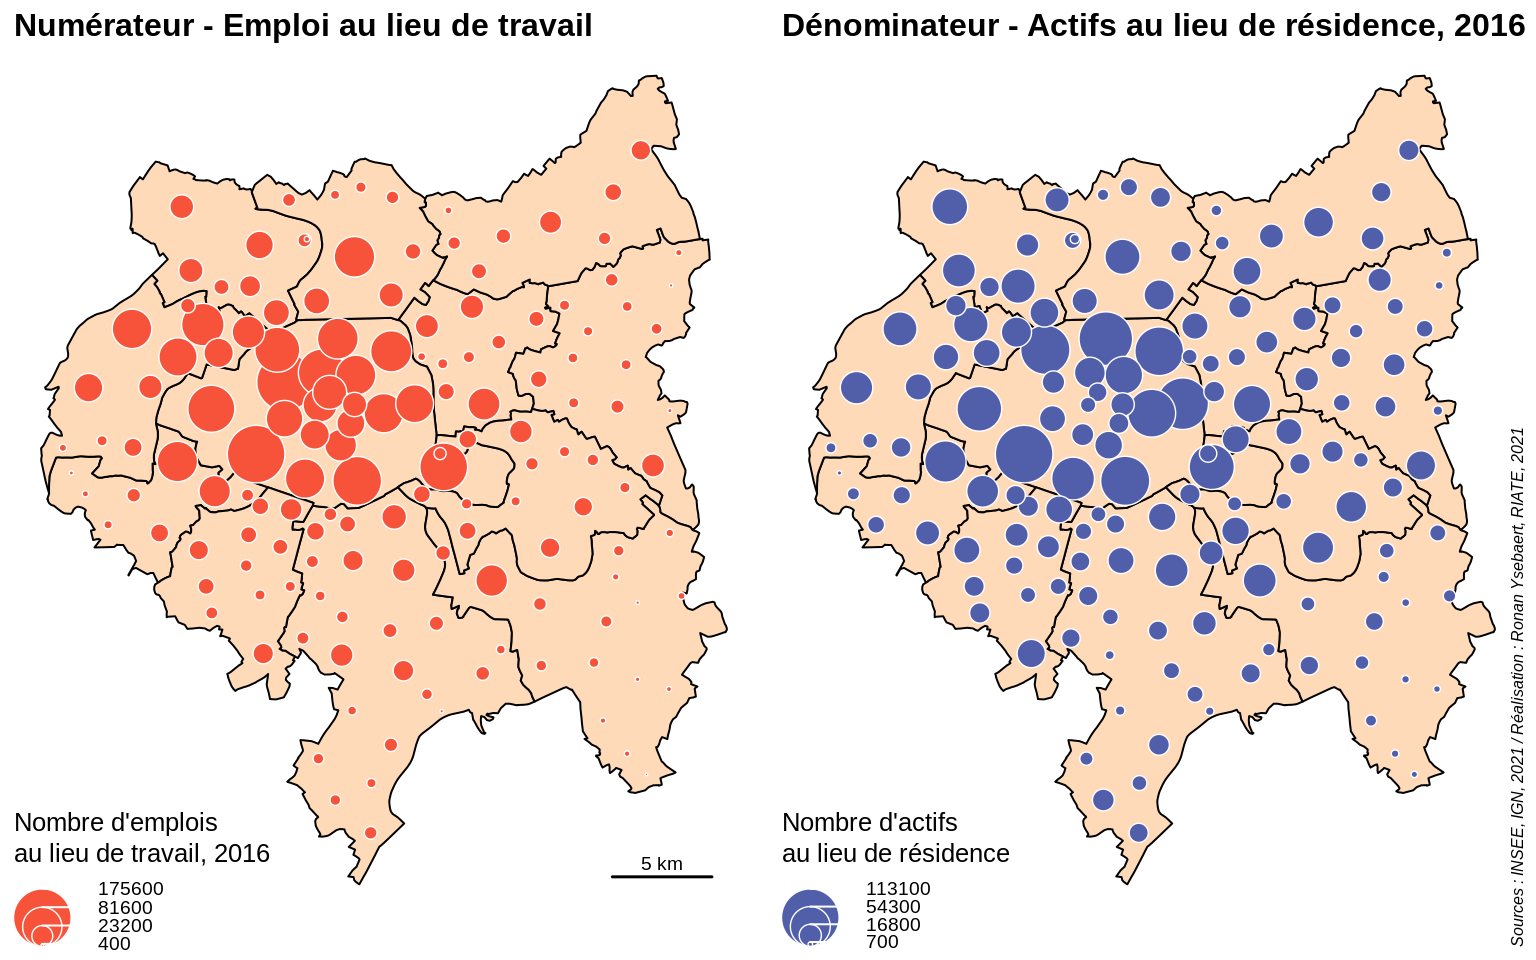 Numérateur - Emploi au lieu de travail
Dénominateur - Actifs au lieu de résidence, 2016
Nombre d'emplois
au lieu de travail, 2016
175600
81600
23200
400
5 km
Nombre d'actifs
au lieu de résidence
113100
54300
16800
700
Sources : INSEE, IGN, 2021 / Réalisation : Ronan Ysebaert, RIATE, 2021